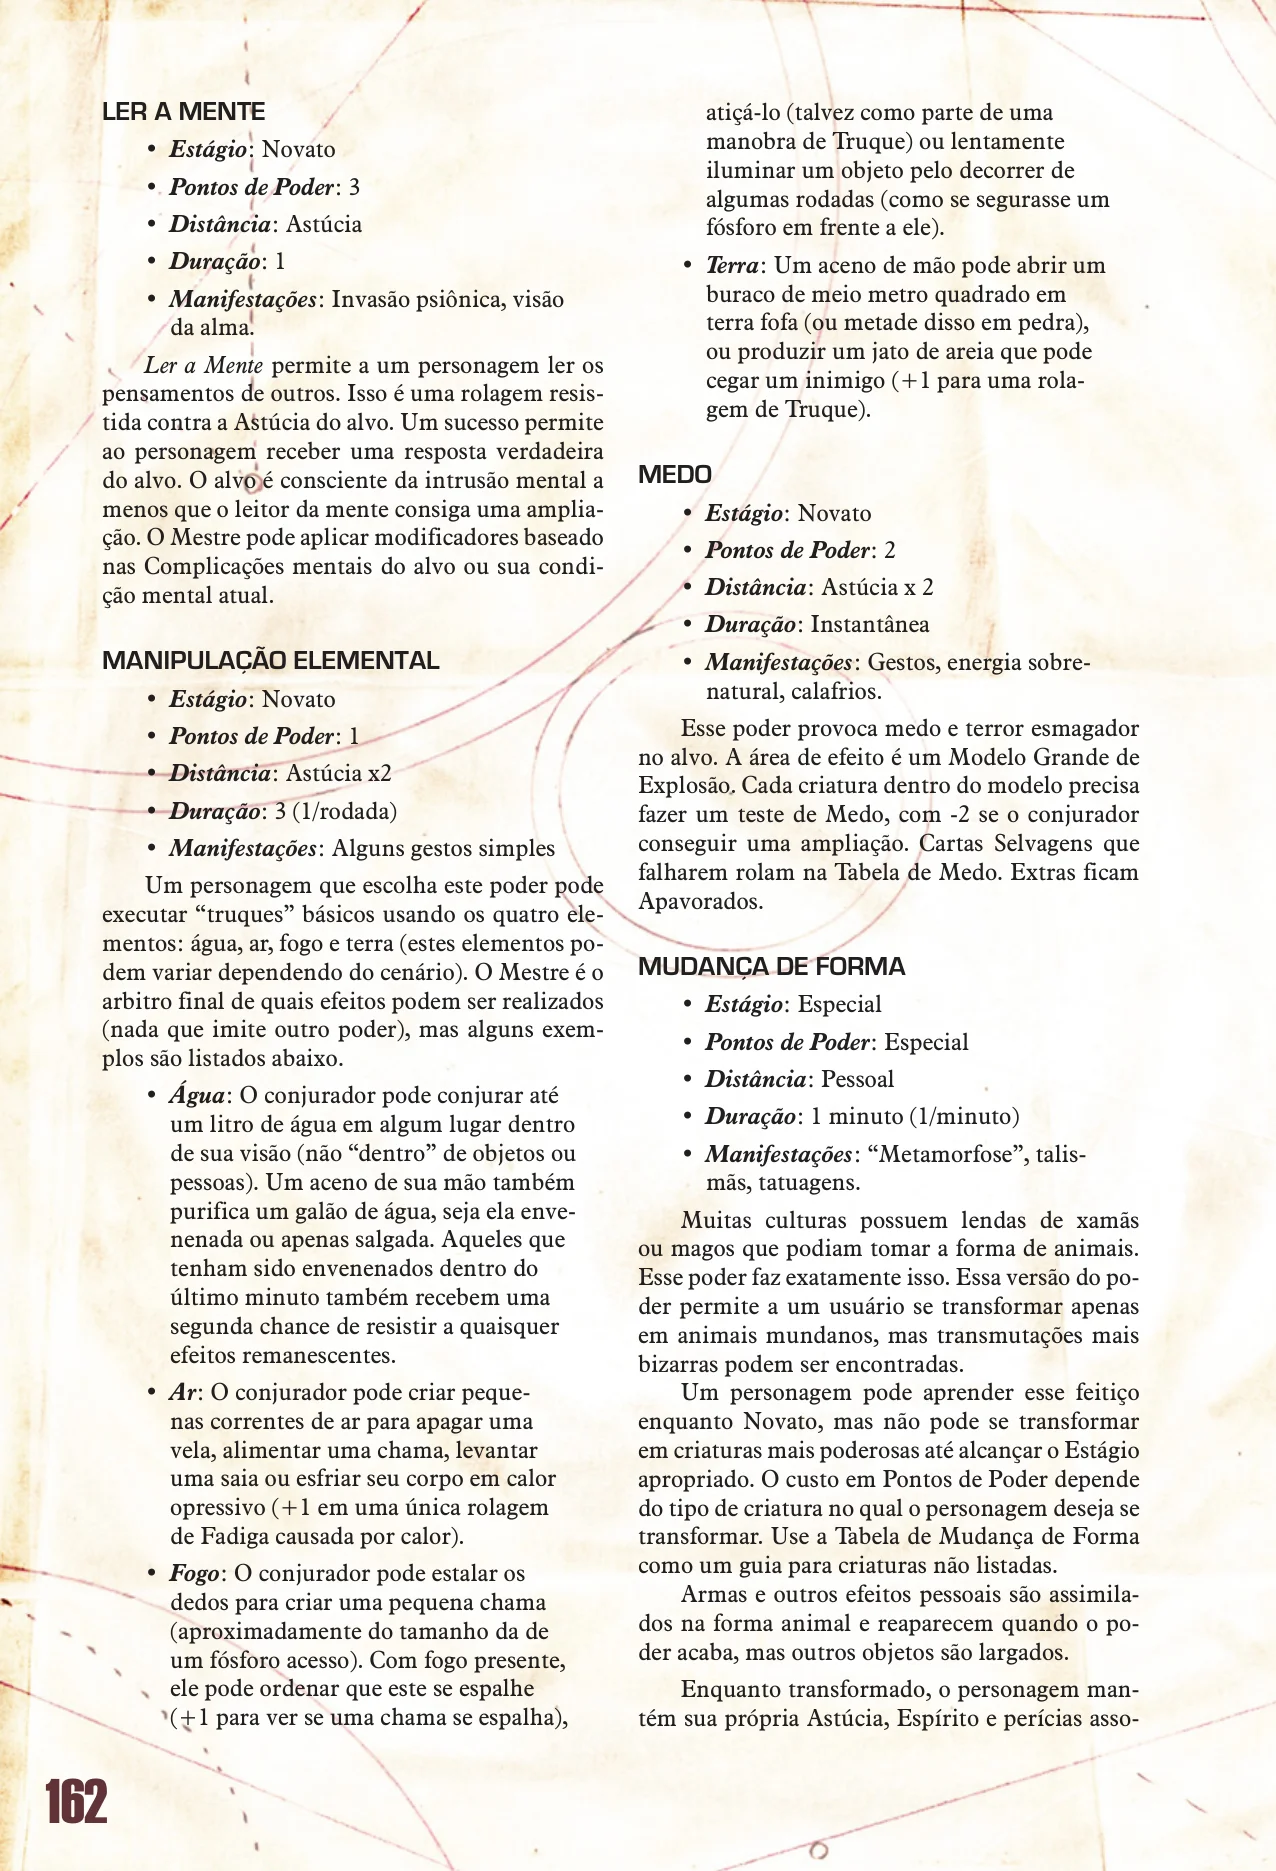 LER A MENTE
• Estágio: Novato
• Pontos de Poder: 3
• Distância: Astúcia
• Duração: 1
• Manifestações: Invasão psiônica, visão
da alma.
Ler a Mente permite a um personagem ler os
pensamentos de outros. Isso é uma rolagem resis-
tida contra a Astúcia do alvo. Um sucesso permite
ao personagem receber uma resposta verdadeira
do alvo. O alvo é consciente da intrusão mental a
menos que o leitor da mente consiga uma amplia-
ção. O Mestre pode aplicar modificadores baseado
nas Complicações mentais do alvo ou sua condi-
ção mental atual.
MANIPULAÇÃO ELEMENTAL
• Estágio: Novato
• Pontos de Poder: 1
• Distância: Astúcia x2
• Duração: 3 (1/rodada)
• Manifestações: Alguns gestos simples
Um personagem que escolha este poder pode
executar “truques” básicos usando os quatro ele-
mentos: água, ar, fogo e terra (estes elementos po-
dem variar dependendo do cenário). O Mestre é o
arbitro final de quais efeitos podem ser realizados
(nada que imite outro poder), mas alguns exem-
plos são listados abaixo.
• Água: O conjurador pode conjurar até
um litro de água em algum lugar dentro
de sua visão (não “dentro” de objetos ou
pessoas). Um aceno de sua mão também
purifica um galão de água, seja ela enve-
nenada ou apenas salgada. Aqueles que
tenham sido envenenados dentro do
último minuto também recebem uma
segunda chance de resistir a quaisquer
efeitos remanescentes.
• Ar: O conjurador pode criar peque-
nas correntes de ar para apagar uma
vela, alimentar uma chama, levantar
uma saia ou esfriar seu corpo em calor
opressivo (+1 em uma única rolagem
de Fadiga causada por calor).
• Fogo: O conjurador pode estalar os
dedos para criar uma pequena chama
(aproximadamente do tamanho da de
um fósforo acesso). Com fogo presente,
ele pode ordenar que este se espalhe
(+1 para ver se uma chama se espalha),
atiçá-lo (talvez como parte de uma
manobra de Truque) ou lentamente
iluminar um objeto pelo decorrer de
algumas rodadas (como se segurasse um
fósforo em frente a ele).
• Terra: Um aceno de mão pode abrir um
buraco de meio metro quadrado em
terra fofa (ou metade disso em pedra),
ou produzir um jato de areia que pode
cegar um inimigo (+1 para uma rola-
gem de Truque).
MEDO
• Estágio: Novato
• Pontos de Poder: 2
• Distância: Astúcia x 2
• Duração: Instantânea
• Manifestações: Gestos, energia sobre-
natural, calafrios.
Esse poder provoca medo e terror esmagador
no alvo. A área de efeito é um Modelo Grande de
Explosão. Cada criatura dentro do modelo precisa
fazer um teste de Medo, com -2 se o conjurador
conseguir uma ampliação. Cartas Selvagens que
falharem rolam na Tabela de Medo. Extras ficam
Apavorados.
MUDANÇA DE FORMA
• Estágio: Especial
• Pontos de Poder: Especial
• Distância: Pessoal
• Duração: 1 minuto (1/minuto)
• Manifestações: “Metamorfose”, talis-
mãs, tatuagens.
Muitas culturas possuem lendas de xamãs
ou magos que podiam tomar a forma de animais.
Esse poder faz exatamente isso. Essa versão do po-
der permite a um usuário se transformar apenas
em animais mundanos, mas transmutações mais
bizarras podem ser encontradas.
Um personagem pode aprender esse feitiço
enquanto Novato, mas não pode se transformar
em criaturas mais poderosas até alcançar o Estágio
apropriado. O custo em Pontos de Poder depende
do tipo de criatura no qual o personagem deseja se
transformar. Use a Tabela de Mudança de Forma
como um guia para criaturas não listadas.
Armas e outros efeitos pessoais são assimila-
dos na forma animal e reaparecem quando o po-
der acaba, mas outros objetos são largados.
Enquanto transformado, o personagem man-
tém sua própria Astúcia, Espírito e perícias asso-
162